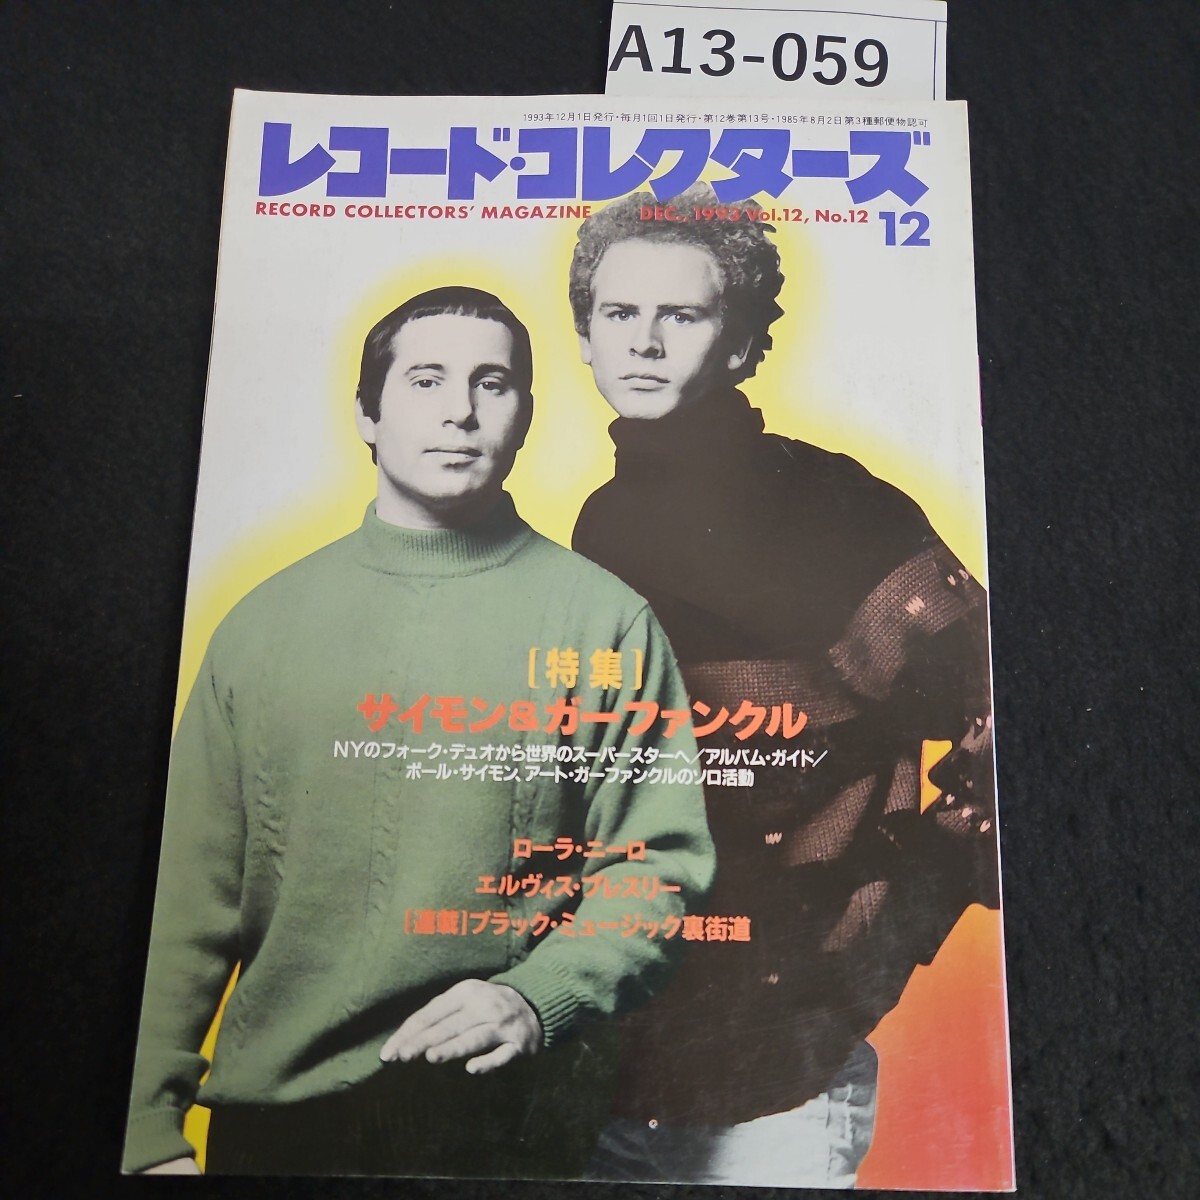 A13-059
1993年12月1日発行・毎月1回1日発行・第12巻第13号・1985年8月2日第3種郵便物認可
レコード・コレクターズ
RECORD COLLECTORS' MAGAZINE DEC., 1993 Vol.12, No.12
12
[特集]
サイモン&ガーファンクル
NYのフォーク・デュオから世界のスーパースターへ/アルバム・ガイド/
ポール・サイモン、アート・ガーファンクルのソロ活動
ローラ・ニーロ
エルヴィス・プレスリー
[連載]ブラック・ミュージック裏街道